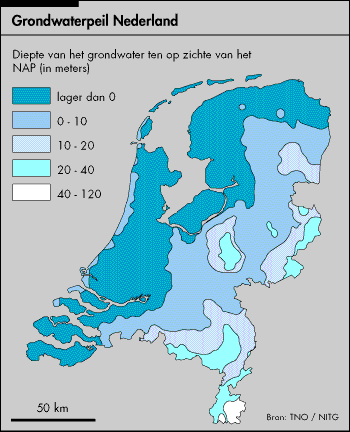 Grondwaterpeil Nederland
Diepte van het grondwater ten op zichte van het
NAP (in meters)
lager dan 0
0 - 10
10 - 20
20 - 40
40 - 120
50 km
Bron: TNO / NITG